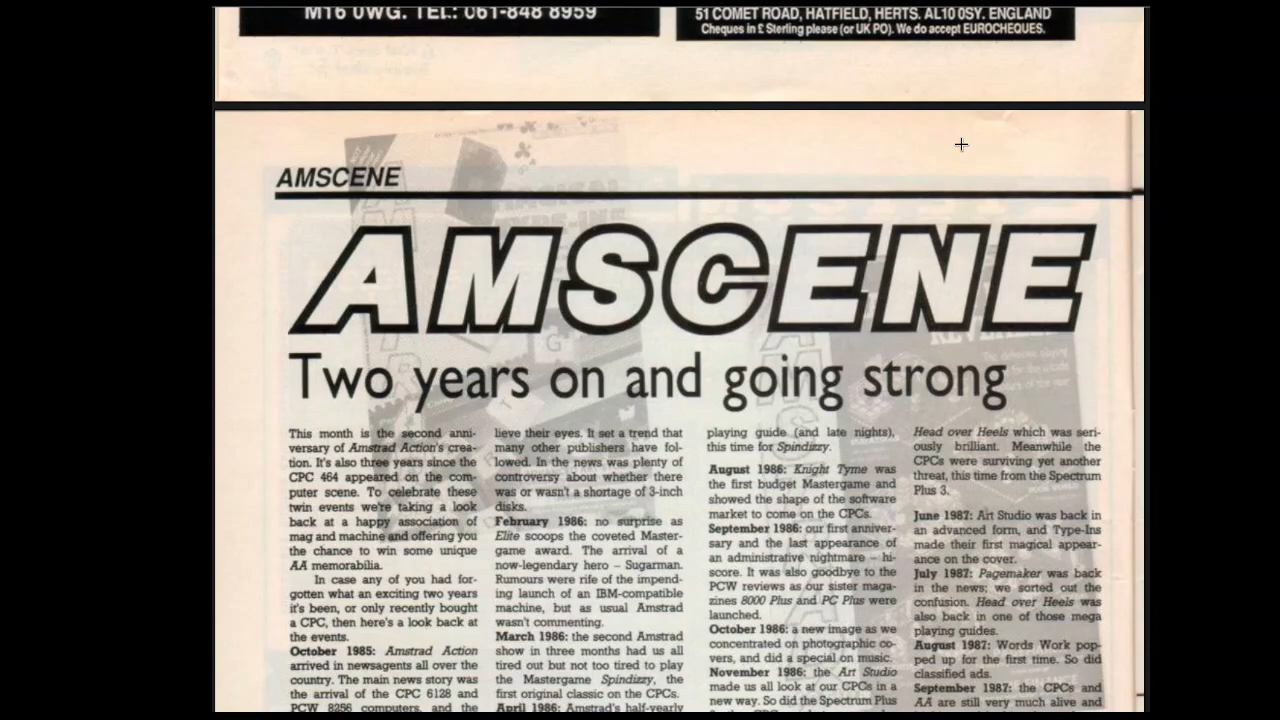 M16 0WG. TEL: 061-848 8959
51 COMET ROAD, HATFIELD, HERTS. AL10 0SY. ENGLAND
Cheques in £ Sterling please (or UK PO). We do accept EUROCHEQUES.
AMSCENE
AMSCENE
Two years on and going strong
This month is the second anni-
versary of Amstrad Action's crea-
tion. It's also three years since the
CPC 464 appeared on the com-
puter scene. To celebrate these
twin events we're taking a look
back at a happy association of
mag and machine and offering you
the chance to win some unique
AA memorabilia.
In case any of you had for-
gotten what an exciting two years
it's been, or only recently bought
a CPC, then here's a look back at
the events.
October 1985: Amstrad Action
arrived in newsagents all over the
country. The main news story was
the arrival of the CPC 6128 and
PCW 8256 computers, and the
lieve their eyes. It set a trend that
many other publishers have fol-
lowed. In the news was plenty of
controversy about whether there
was or wasn't a shortage of 3-inch
disks.
February 1986: no surprise as
Elite scoops the coveted Master-
game award. The arrival of a
now-legendary hero – Sugarman.
Rumours were rife of the impend-
ing launch of an IBM-compatible
machine, but as usual Amstrad
wasn't commenting.
March 1986: the second Amstrad
show in three months had us all
tired out but not too tired to play
the Mastergame Spindizzy, the
first original classic on the CPCs.
April 1986: Amstrad's half-yearly
playing guide (and late nights),
this time for Spindizzy.
August 1986: Knight Tyme was
the first budget Mastergame and
showed the shape of the software
market to come on the CPCs.
September 1986: our first anniver-
sary and the last appearance of
an administrative nightmare – hi-
score. It was also goodbye to the
PCW reviews as our sister maga-
zines 8000 Plus and PC Plus were
launched.
October 1986: a new image as we
concentrated on photographic co-
vers, and did a special on music.
November 1986: the Art Studio
made us all look at our CPCs in a
new way. So did the Spectrum Plus
Head over Heels which was seri-
ously brilliant. Meanwhile the
CPCs were surviving yet another
threat, this time from the Spectrum
Plus 3.
June 1987: Art Studio was back in
an advanced form, and Type-Ins
made their first magical appear-
ance on the cover.
July 1987: Pagemaker was back
in the news; we sorted out the
confusion. Head over Heels was
also back in one of those mega
playing guides.
August 1987: Words Work pop-
ped up for the first time. So did
classified ads.
September 1987: the CPCs and
AA are still very much alive and